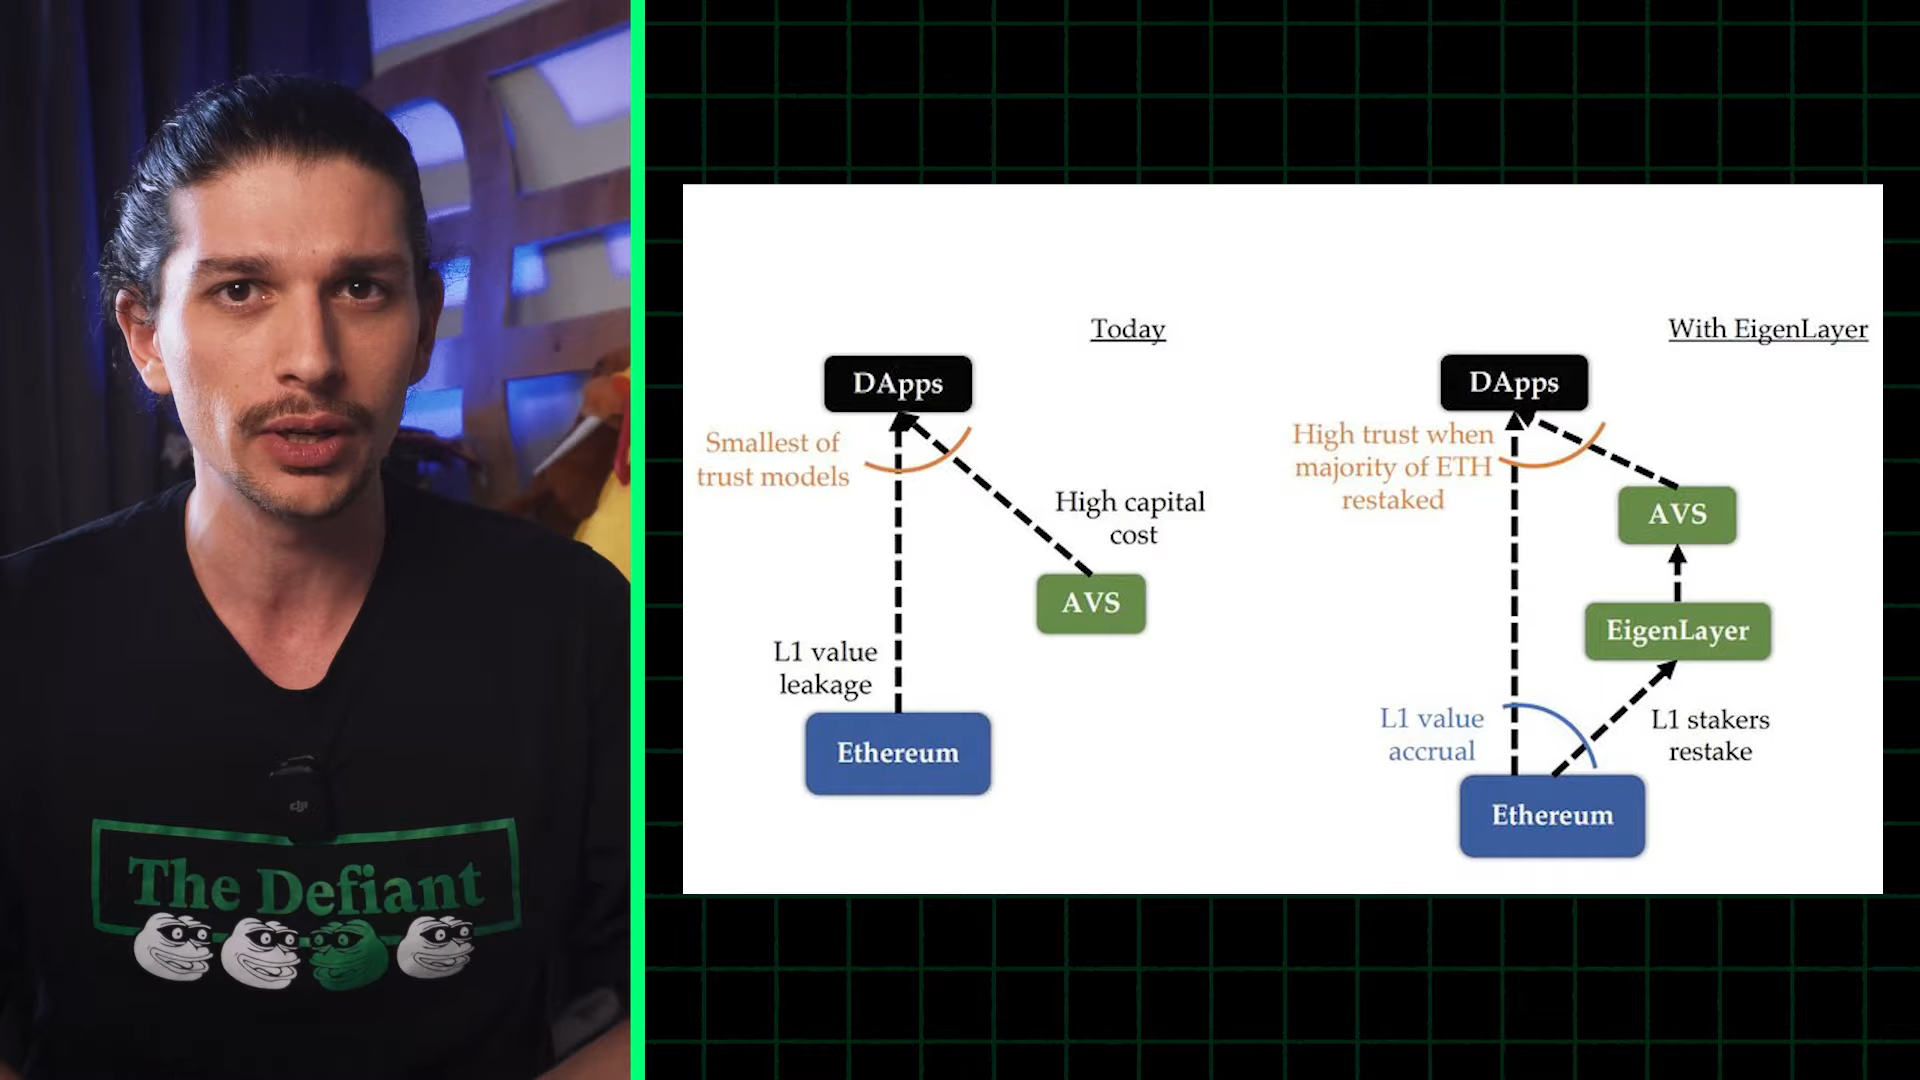 The Defiant
dji
Today
DApps
Smallest of
trust models
High capital
cost
AVS
L1 value
leakage
Ethereum
With EigenLayer
DApps
High trust when
majority of ETH
restaked
AVS
EigenLayer
L1 value
accrual
L1 stakers
restake
Ethereum